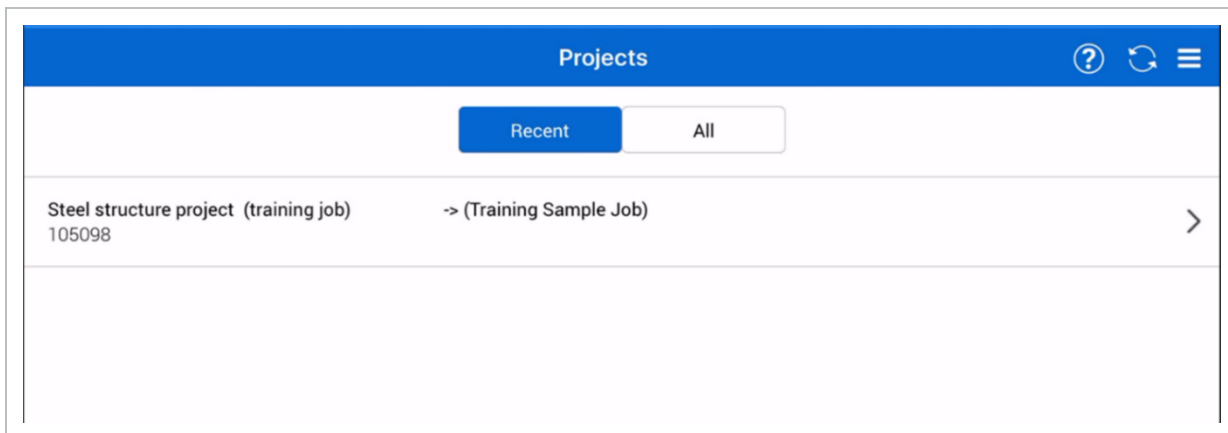 Projects
Recent All
Steel structure project (training job) -> (Training Sample Job)
105098